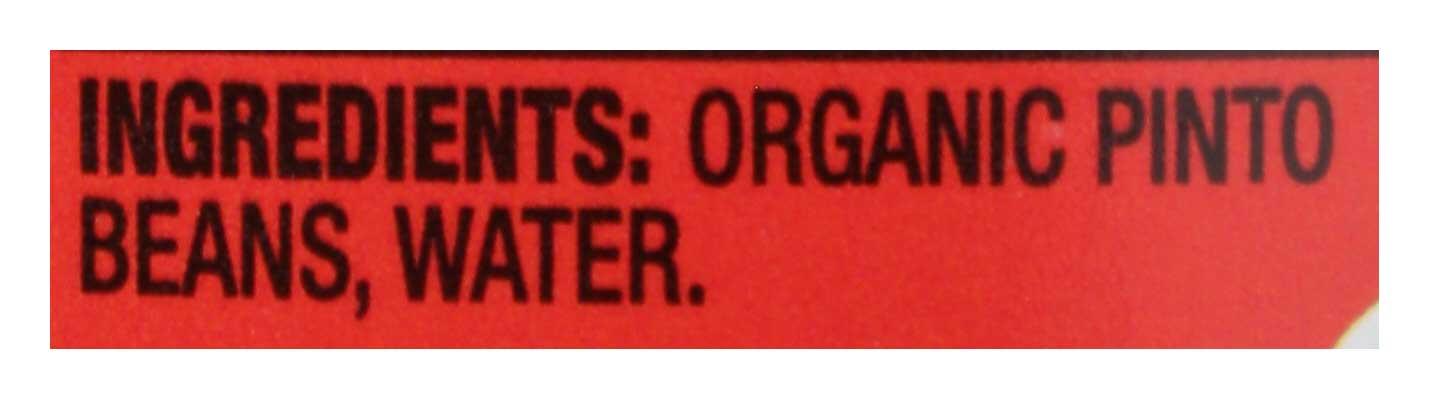 INGREDIENTS: ORGANIC PINTO
BEANS, WATER.